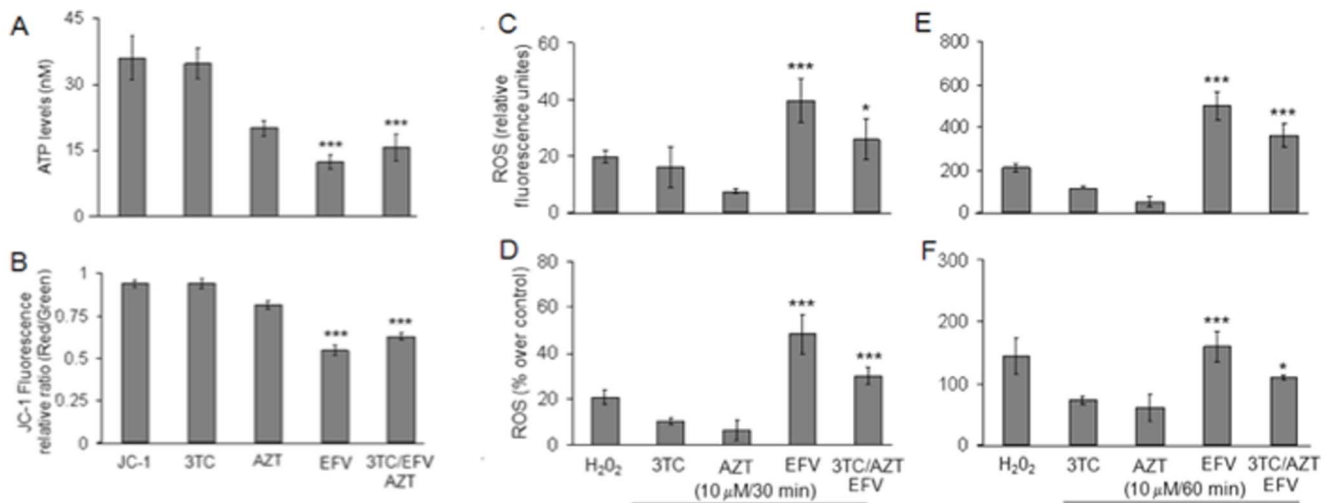 A
ATP levels (nM)
45
30
15
0
***
***
B
JC-1 Fluorescence
relative ratio (Red/Green)
1
0.75
0.5
0.25
0
***
***
JC-1
3TC
AZT
EFV
3TC/EFV
AZT
C
ROS (relative
fluorescence unites)
60
40
20
0
***
*
D
ROS (% over control)
80
60
40
20
0
***
***
H2O2
3TC
AZT
EFV
3TC/AZT
EFV
(10 μM/30 min)
E
800
600
400
200
0
***
***
F
300
200
100
0
***
*
H2O2
3TC
AZT
EFV
3TC/AZT
EFV
(10 μM/60 min)